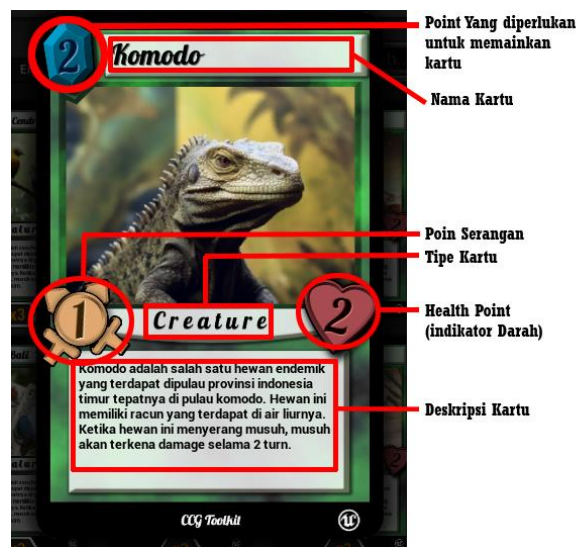 2
Komodo
Point Yang diperlukan
untuk memainkan
kartu
Nama Kartu
Poin Serangan
Tipe Kartu
1
Creature
2
Health Point
(indikator Darah)
Komodo adalah salah satu hewan endemik
yang terdapat dipulau provinsi indonesia
timur tepatnya di pulau komodo. Hewan ini
memiliki racun yang terdapat di air liurnya.
Ketika hewan ini menyerang musuh, musuh
akan terkena damage selama 2 turn.
Deskripsi Kartu
CCG Toolkit